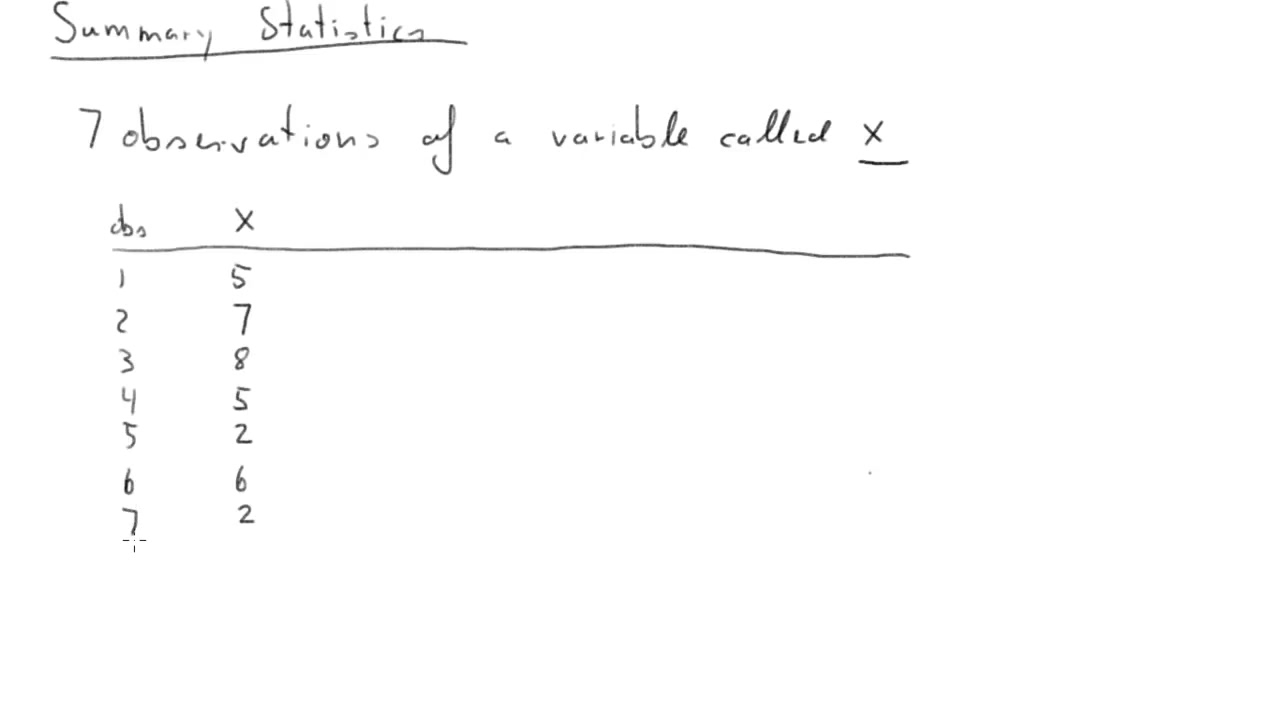 Summary Statistics
7 observations of a variable called x
obs x
1 5
2 7
3 8
4 5
5 2
6 6
7 2